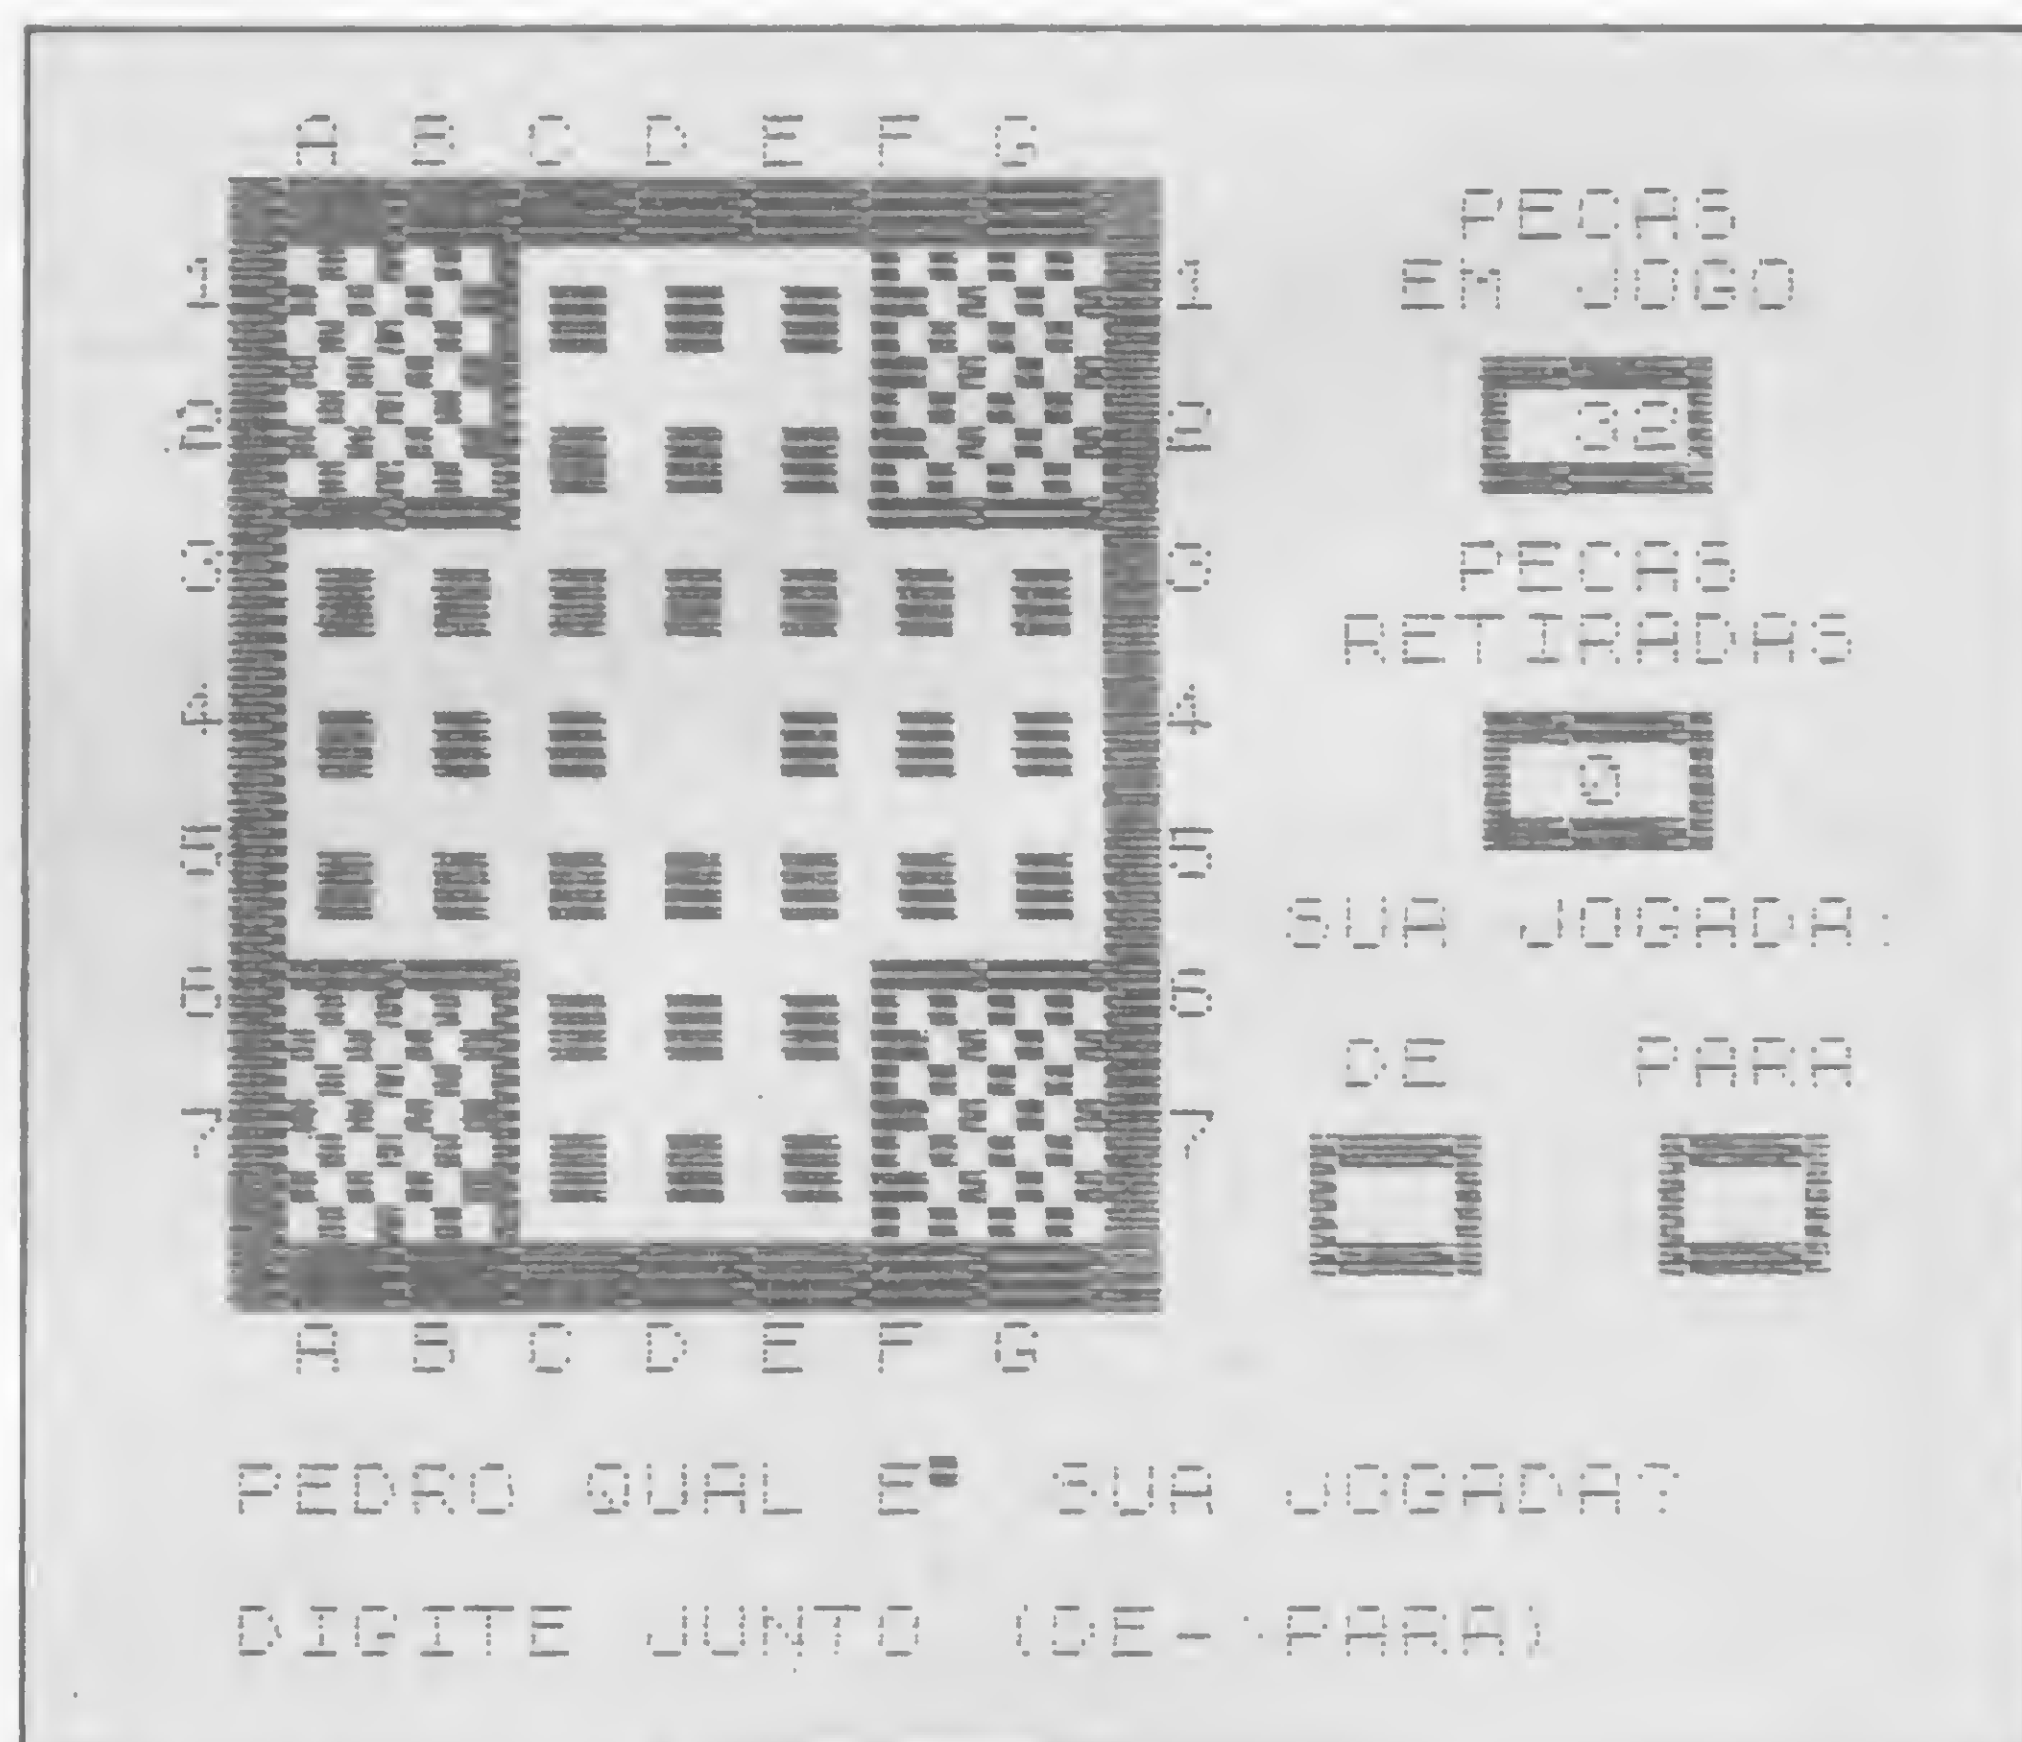 A B C D E F G
1 1
2 2
3 3
4 4
5 5
6 6
7 7
A B C D E F G
PECAS
EM JOGO
32
PECAS
RETIRADAS
0
SUA JOGADA:
DE PARA
PEDRO QUAL E' SUA JOGADA?
DIGITE JUNTO (DE->PARA)